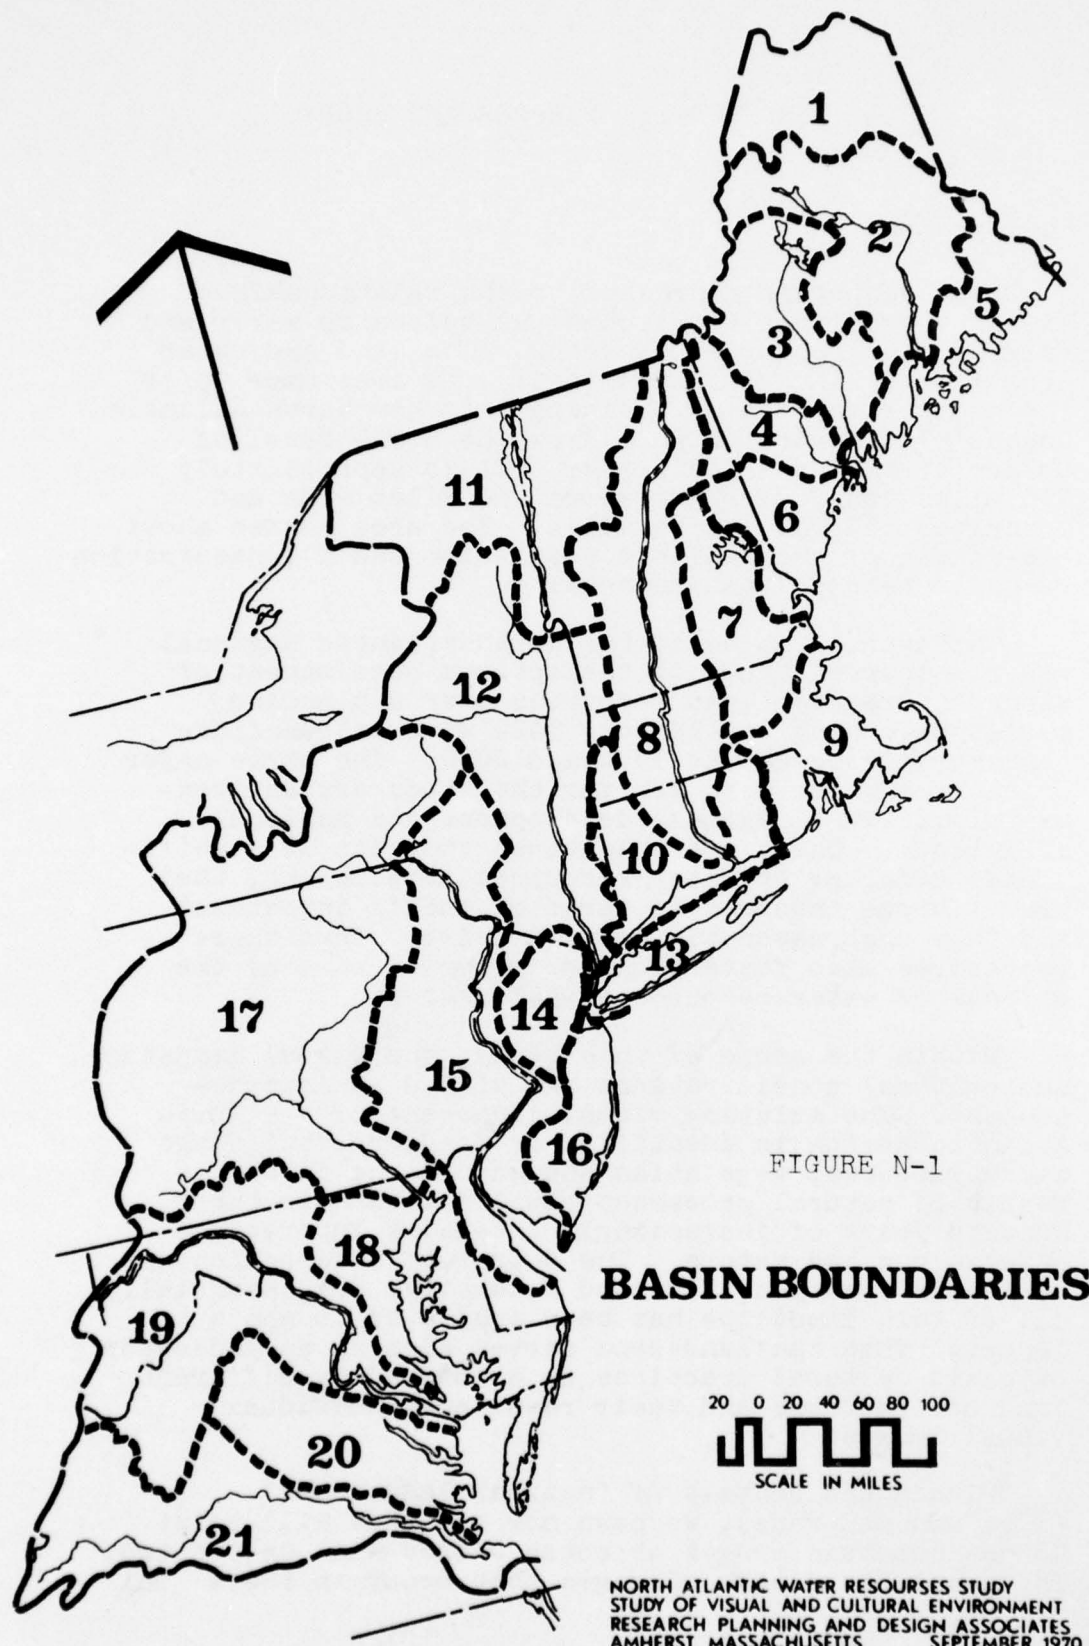 1
2
5
3
4
11
6
7
12
8
9
10
13
17
14
15
16
FIGURE N-1
18
BASIN BOUNDARIES
19
20 0 20 40 60 80 100
SCALE IN MILES
20
21
NORTH ATLANTIC WATER RESOURSES STUDY
STUDY OF VISUAL AND CULTURAL ENVIRONMENT
RESEARCH PLANNING AND DESIGN ASSOCIATES
AMHERST MASSACHUSETTS SEPTEMBER 1970